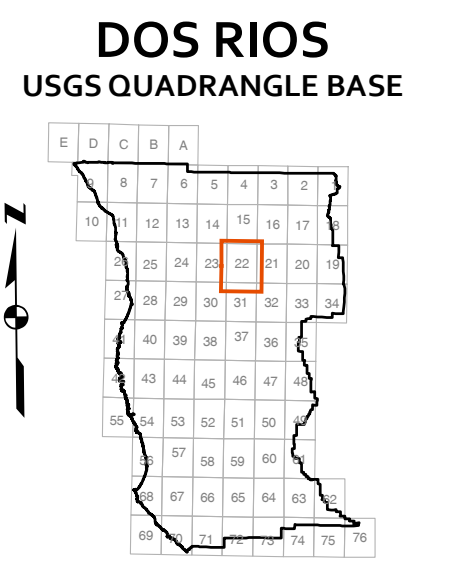 DOS RIOS
USGS QUADRANGLE BASE
E D C B A
9 8 7 6 5 4 3 2 1
10 11 12 13 14 15 16 17 18
N
26 25 24 23 22 21 20 19
27 28 29 30 31 32 33 34
41 40 39 38 37 36 35
42 43 44 45 46 47 48
55 54 53 52 51 50 49
56 57 58 59 60 61
68 67 66 65 64 63 62
69 70 71 72 73 74 75 76